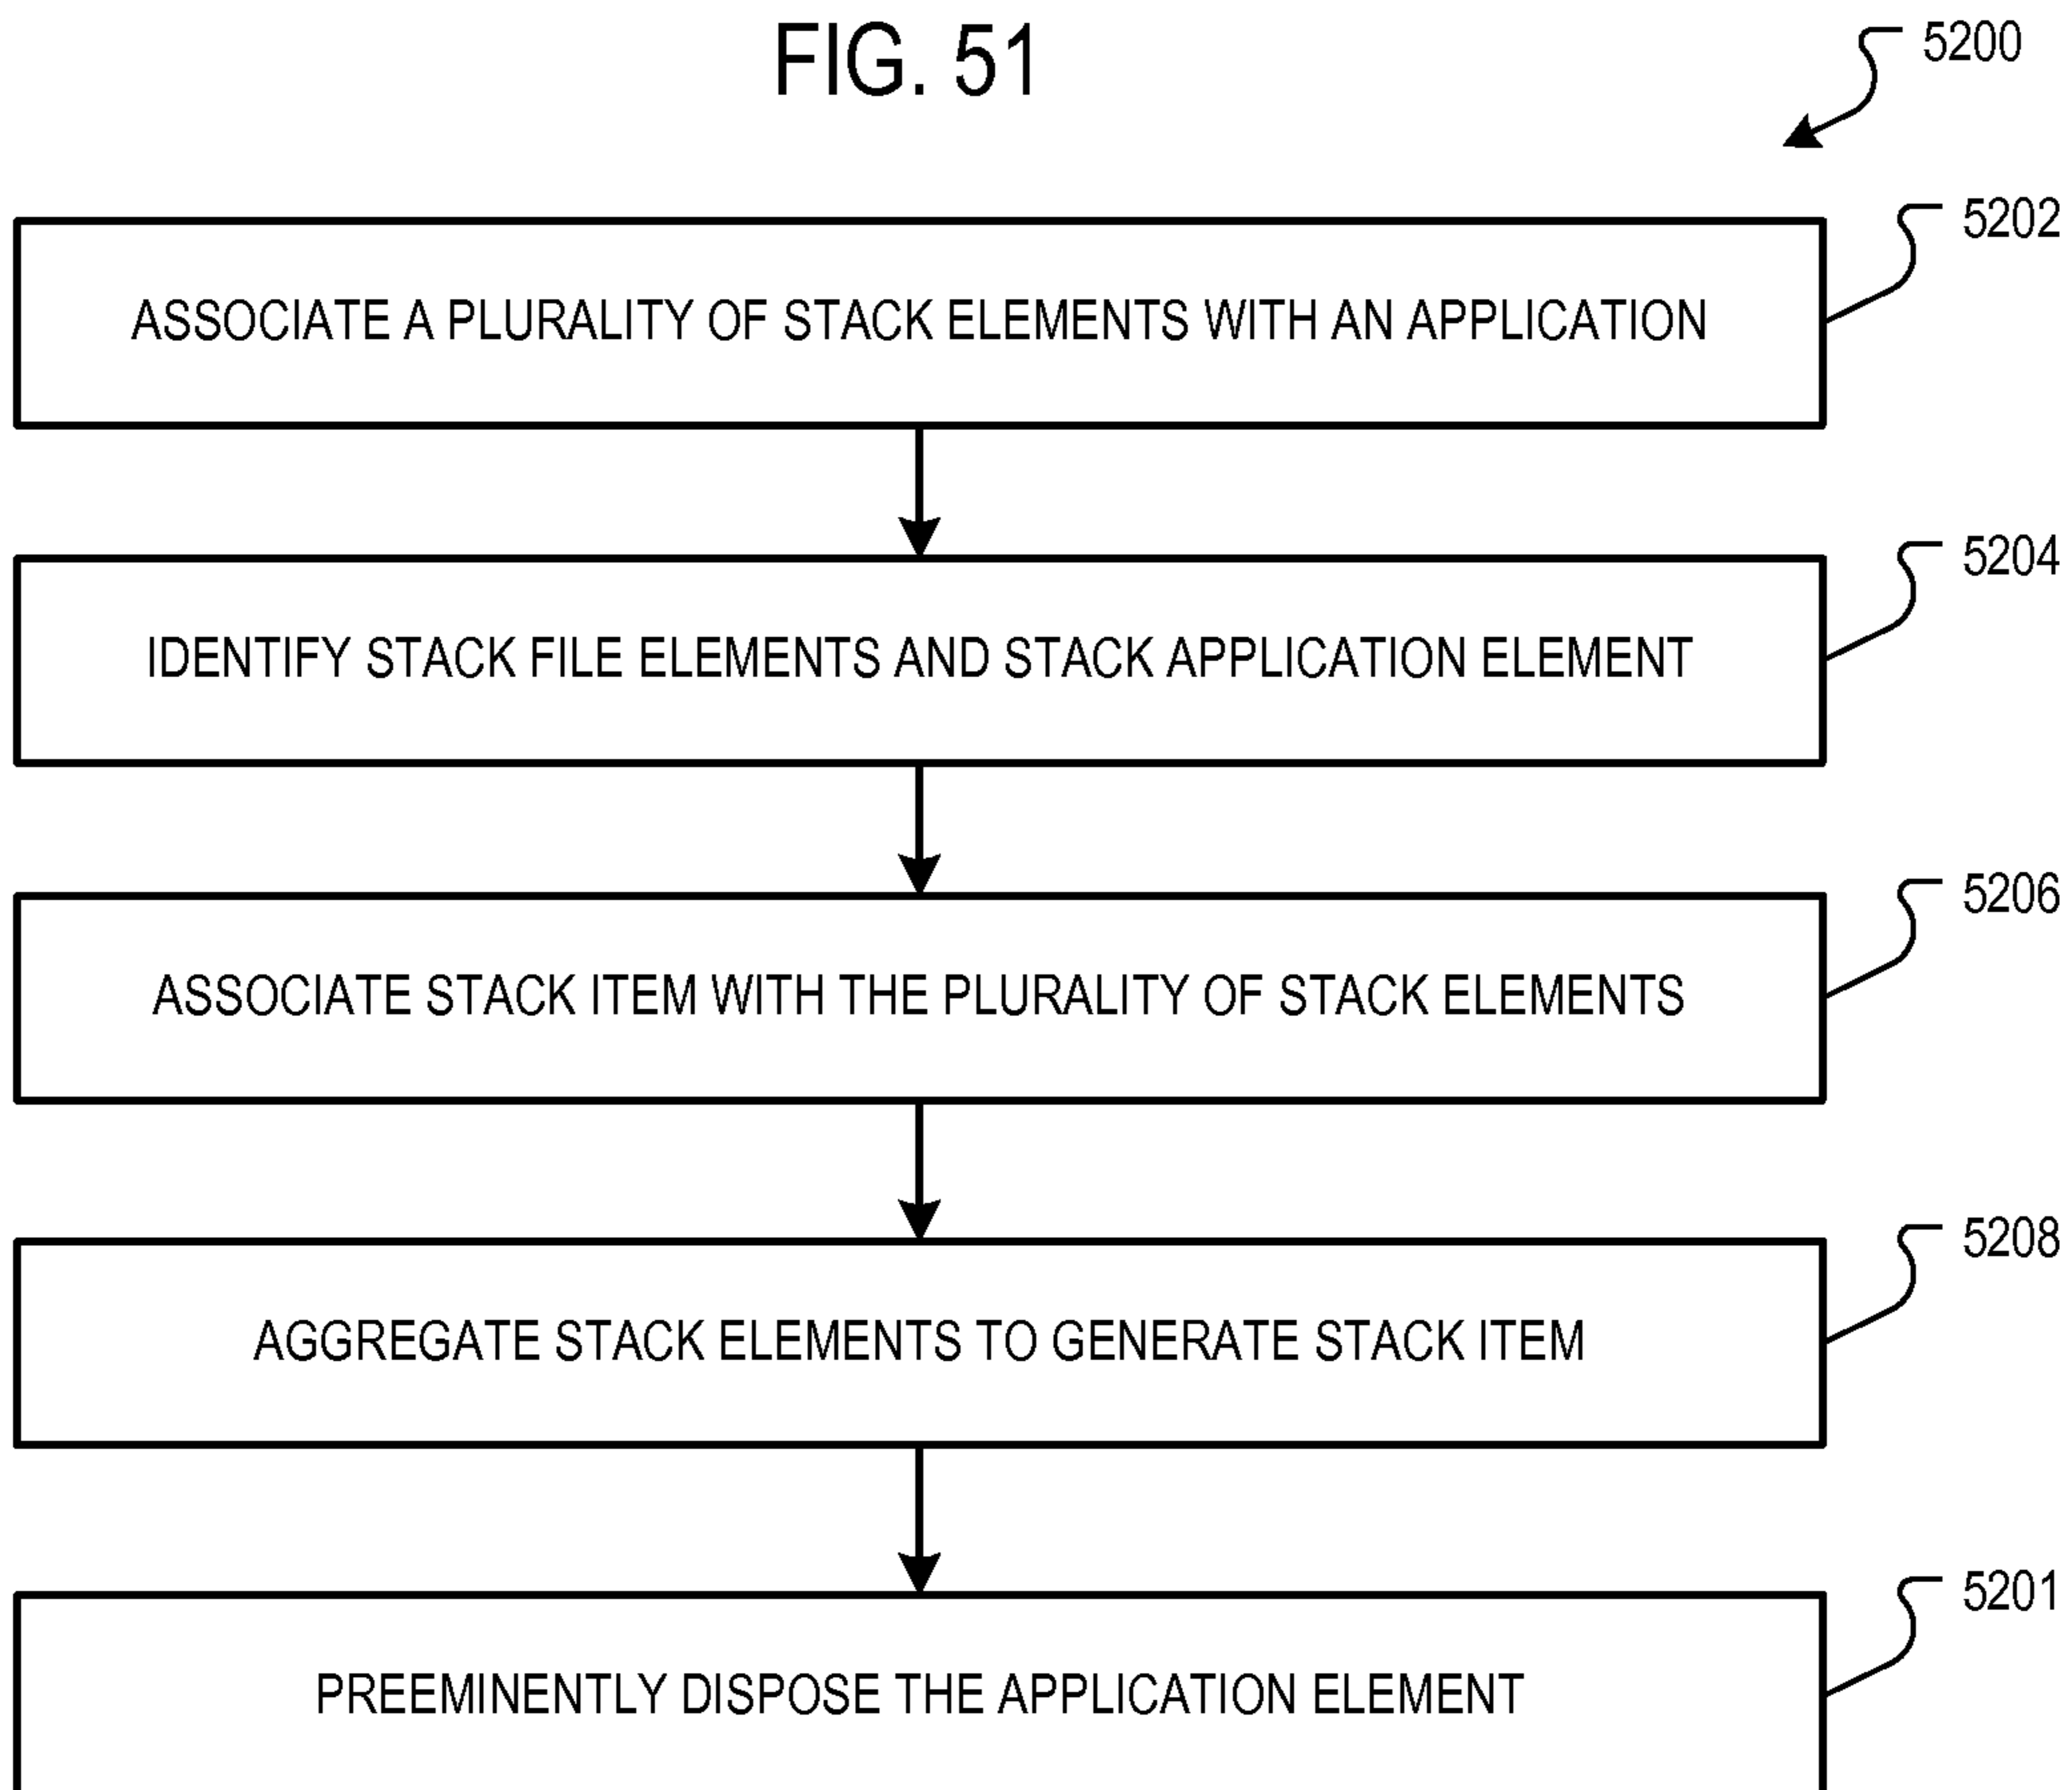 FIG. 51
5200
5202
ASSOCIATE A PLURALITY OF STACK ELEMENTS WITH AN APPLICATION
5204
IDENTIFY STACK FILE ELEMENTS AND STACK APPLICATION ELEMENT
5206
ASSOCIATE STACK ITEM WITH THE PLURALITY OF STACK ELEMENTS
5208
AGGREGATE STACK ELEMENTS TO GENERATE STACK ITEM
5201
PREEMINENTLY DISPOSE THE APPLICATION ELEMENT